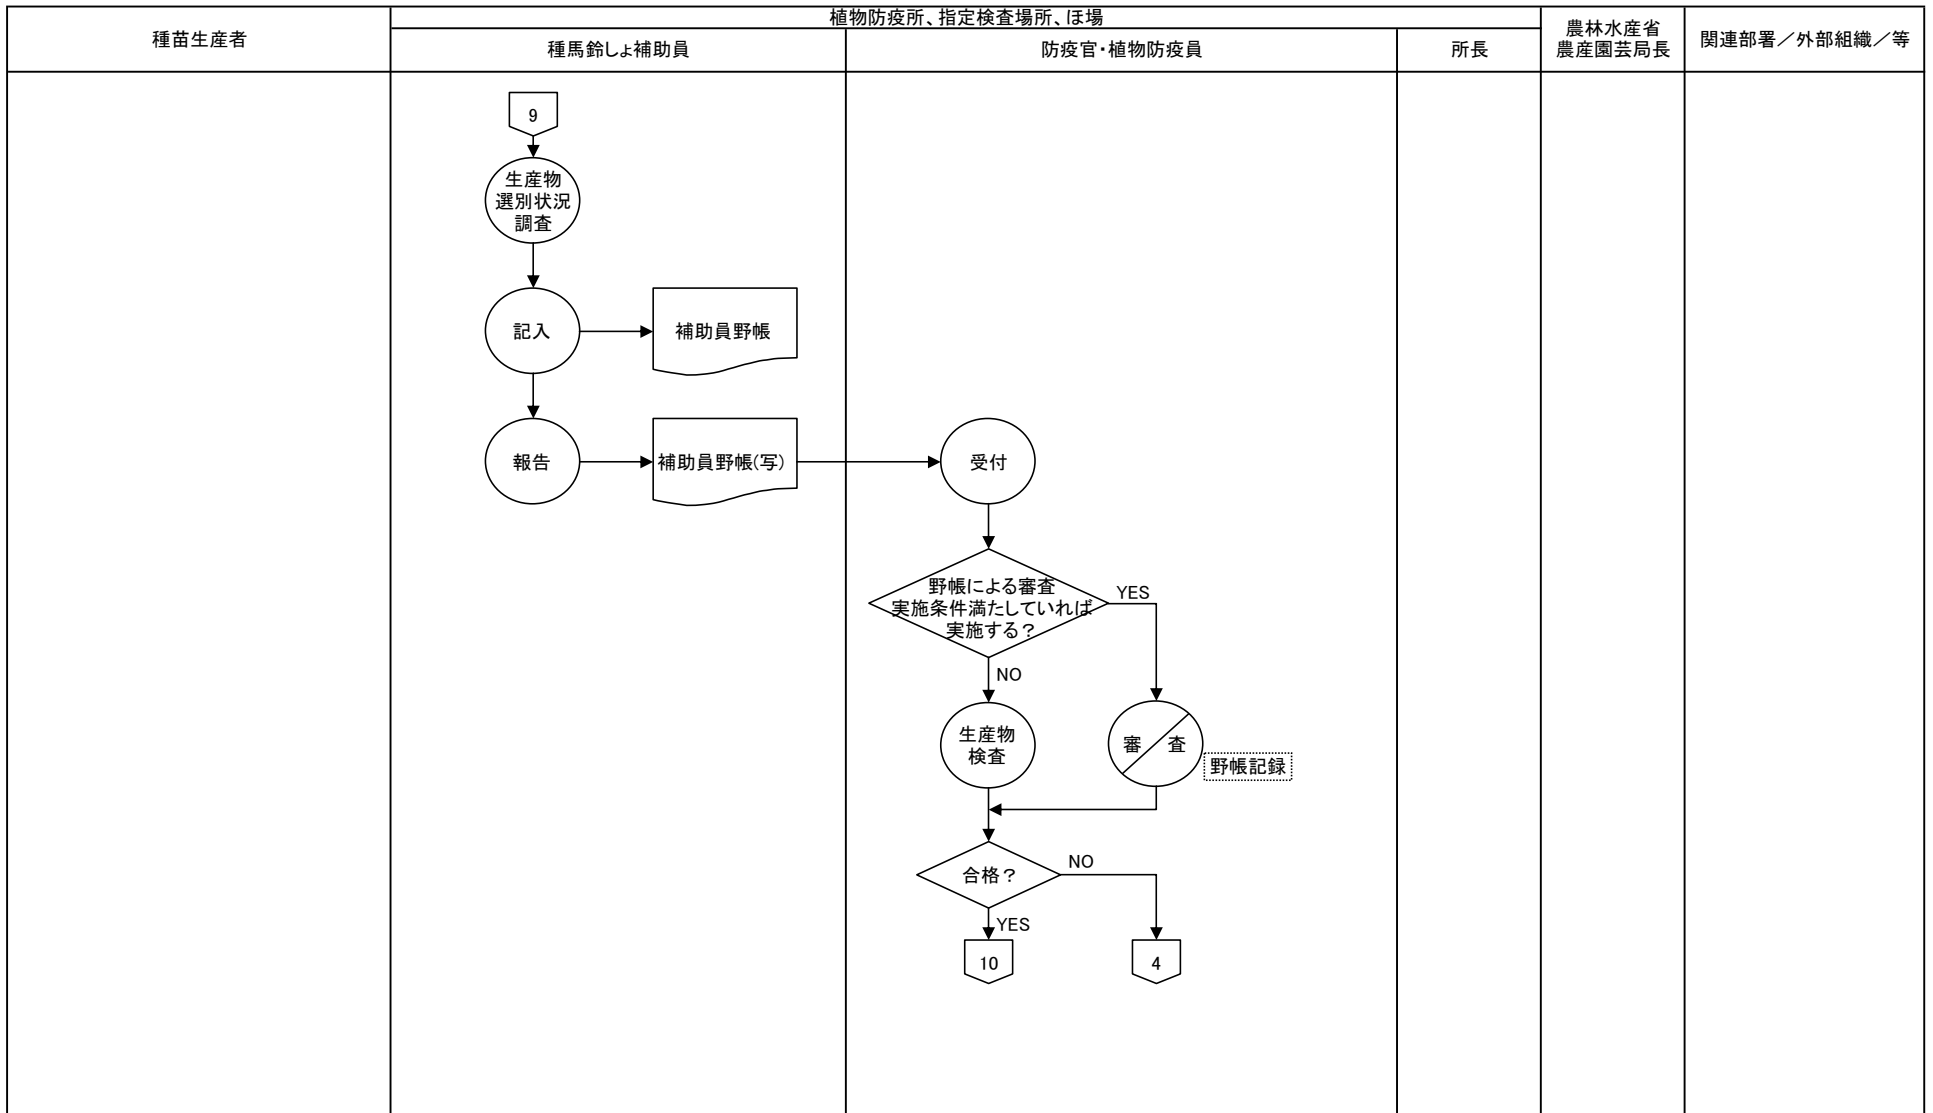 植物防疫所、指定検査場所、ほ場
種苗生産者
種馬鈴しょ補助員
防疫官・植物防疫員
所長
農林水産省
農産園芸局長
関連部署／外部組織／等
9
生産物
選別状況
調査
記入
補助員野帳
報告
補助員野帳(写)
受付
野帳による審査
実施条件満たしていれば
実施する？
YES
NO
生産物
検査
審 査
野帳記録
合格？
NO
YES
10
4